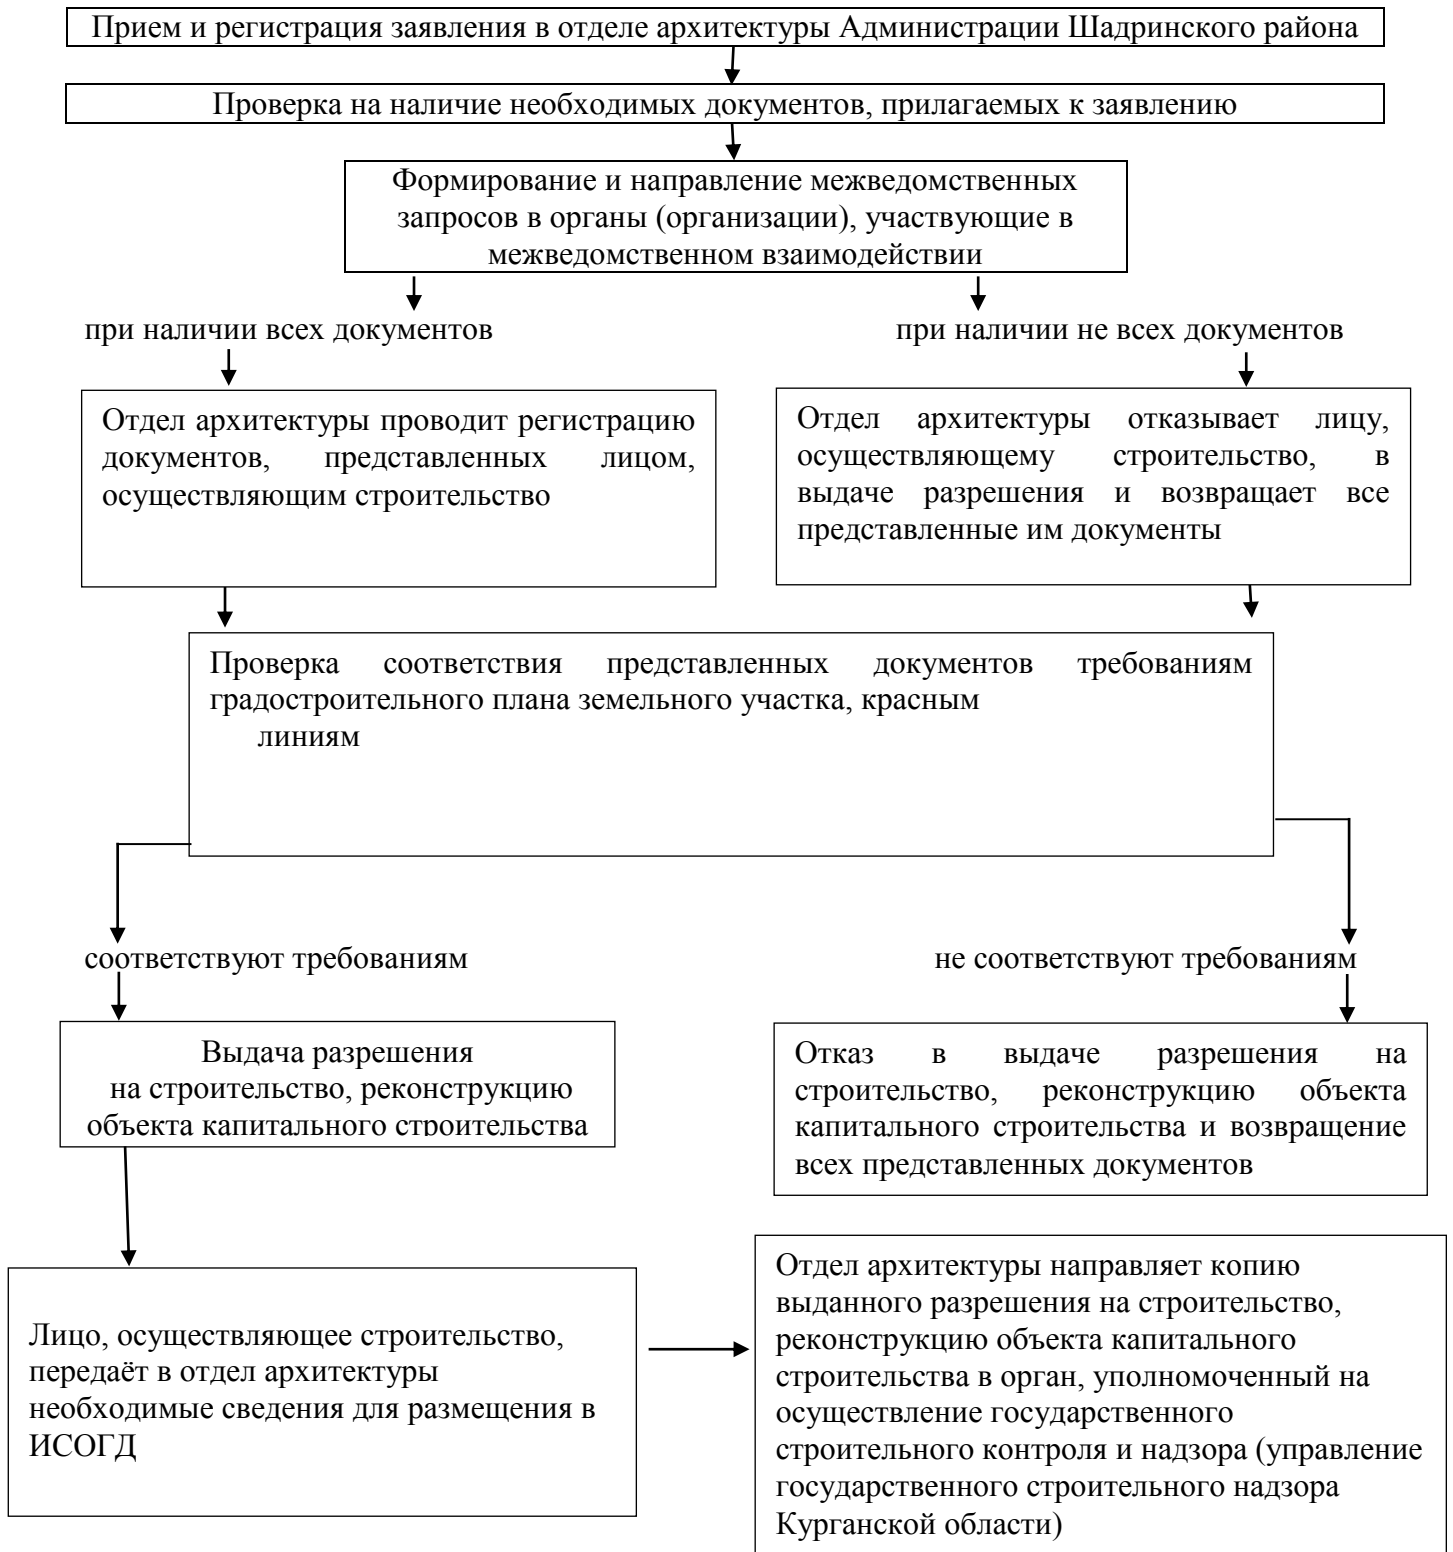 Прием и регистрация заявления в отделе архитектуры Администрации Шадринского района
Проверка на наличие необходимых документов, прилагаемых к заявлению
Формирование и направление межведомственных
запросов в органы (организации), участвующие в
межведомственном взаимодействии
при наличии всех документов
при наличии не всех документов
Отдел архитектуры проводит регистрацию
документов, представленных лицом,
осуществляющим строительство
Отдел архитектуры отказывает лицу,
осуществляющему строительство, в
выдаче разрешения и возвращает все
представленные им документы
Проверка соответствия представленных документов требованиям
градостроительного плана земельного участка, красным
линиям
соответствуют требованиям
не соответствуют требованиям
Выдача разрешения
на строительство, реконструкцию
объекта капитального строительства
Отказ в выдаче разрешения на
строительство, реконструкцию объекта
капитального строительства и возвращение
всех представленных документов
Лицо, осуществляющее строительство,
передаёт в отдел архитектуры
необходимые сведения для размещения в
ИСОГД
Отдел архитектуры направляет копию
выданного разрешения на строительство,
реконструкцию объекта капитального
строительства в орган, уполномоченный на
осуществление государственного
строительного контроля и надзора (управление
государственного строительного надзора
Курганской области)